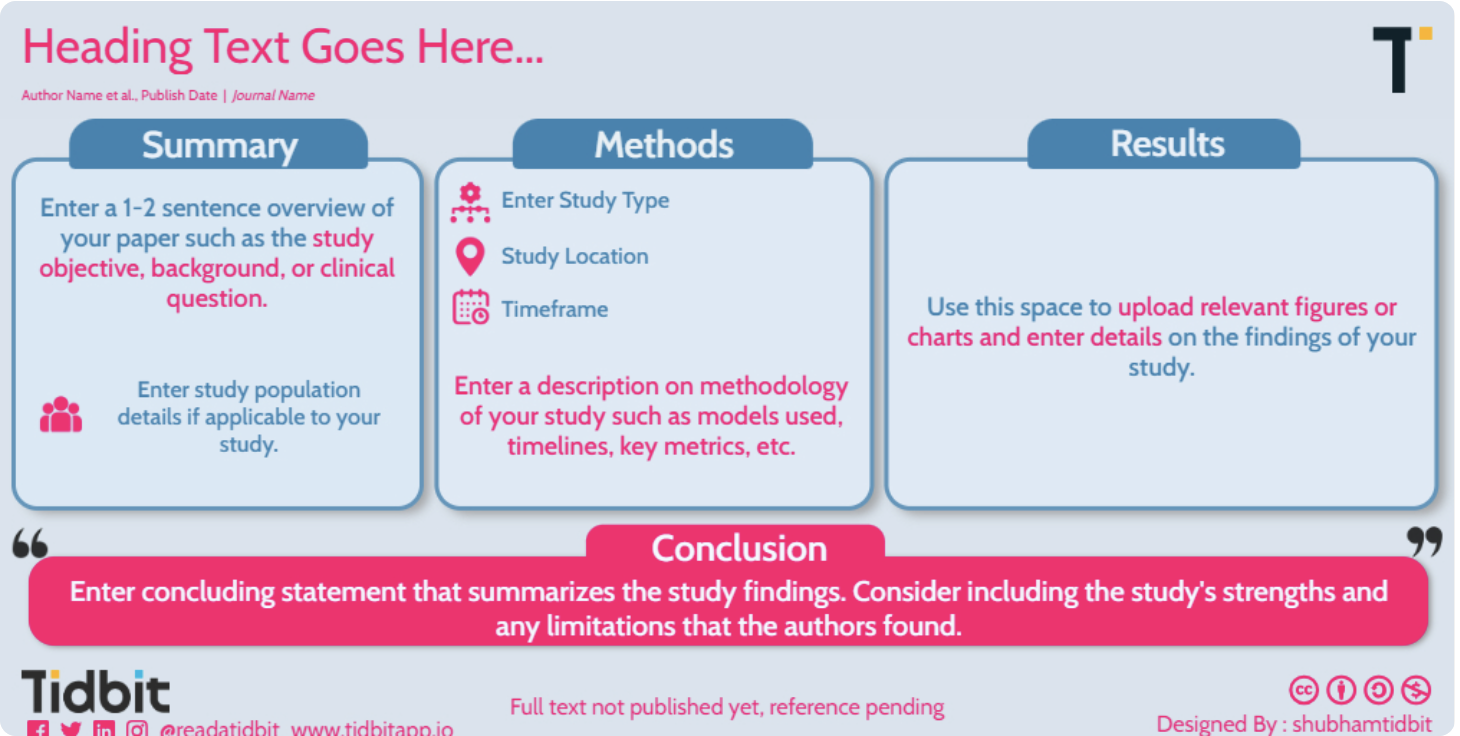 Heading Text Goes Here...
T
Author Name et al., Publish Date | Journal Name
Summary
Enter a 1-2 sentence overview of
your paper such as the study
objective, background, or clinical
question.
Enter study population
details if applicable to your
study.
Methods
Enter Study Type
Study Location
Timeframe
Enter a description on methodology
of your study such as models used,
timelines, key metrics, etc.
Results
Use this space to upload relevant figures or
charts and enter details on the findings of your
study.
“ ”
Conclusion
Enter concluding statement that summarizes the study findings. Consider including the study's strengths and
any limitations that the authors found.
Tidbit
@readatidbit www.tidbitapp.io
Full text not published yet, reference pending
cc
Designed By : shubhamtidbit